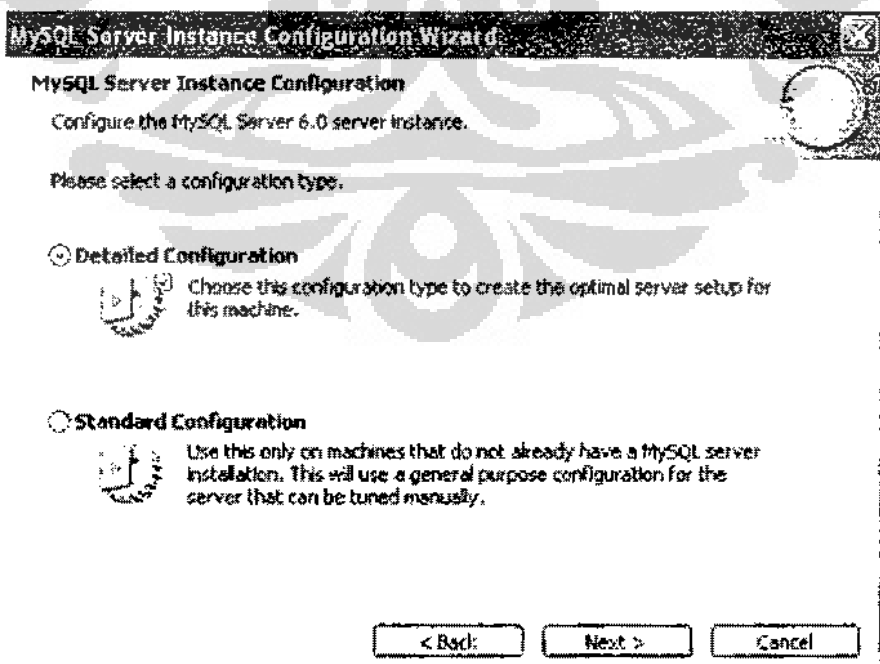 MySQL Server Instance Configuration Wizard
MySQL Server Instance Configuration
Configure the MySQL Server 6.0 server instance.
Please select a configuration type.
Detailed Configuration
Choose this configuration type to create the optimal server setup for
this machine.
Standard Configuration
Use this only on machines that do not already have a MySQL server
installation. This will use a general purpose configuration for the
server that can be tuned manually.
< Back
Next >
Cancel